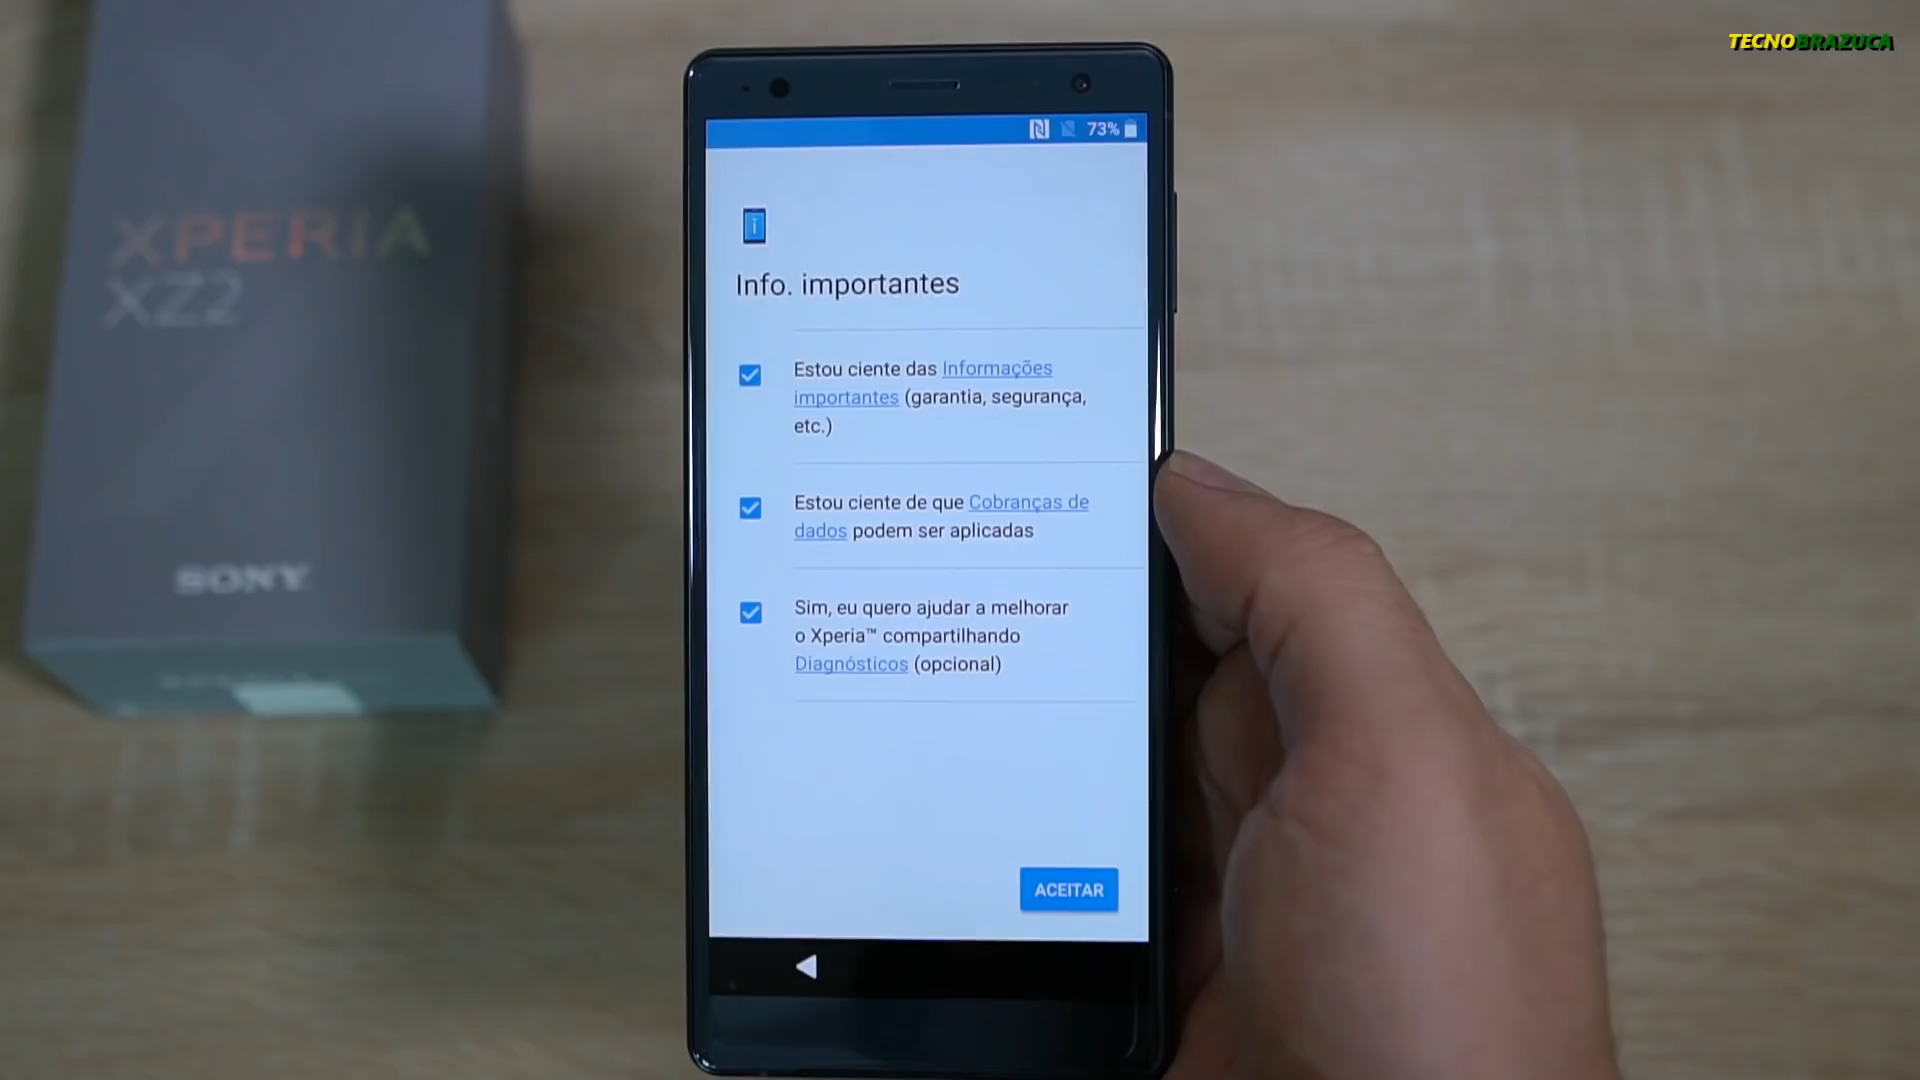 TECNOBRAZUCA
XPERIA
XZ2
SONY
73%
Info. importantes
Estou ciente das Informações
importantes (garantia, segurança,
etc.)
Estou ciente de que Cobranças de
dados podem ser aplicadas
Sim, eu quero ajudar a melhorar
o Xperia™ compartilhando
Diagnósticos (opcional)
ACEITAR